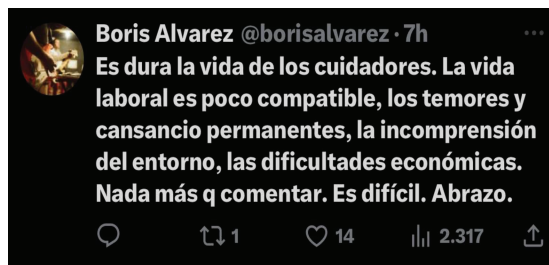 Boris Alvarez @borisalvarez · 7h
Es dura la vida de los cuidadores. La vida
laboral es poco compatible, los temores y
cansancio permanentes, la incomprensión
del entorno, las dificultades económicas.
Nada más q comentar. Es difícil. Abrazo.
1 14 2.317